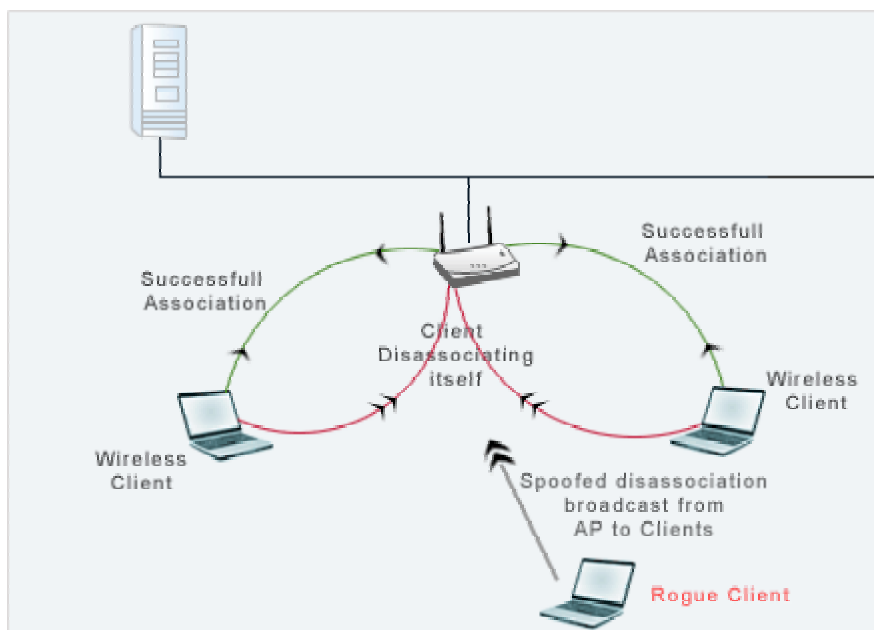 Successfull
Association
Successfull
Association
Client
Disassociating
itself
Wireless
Client
Wireless
Client
Spoofed disassociation
broadcast from
AP to Clients
Rogue Client